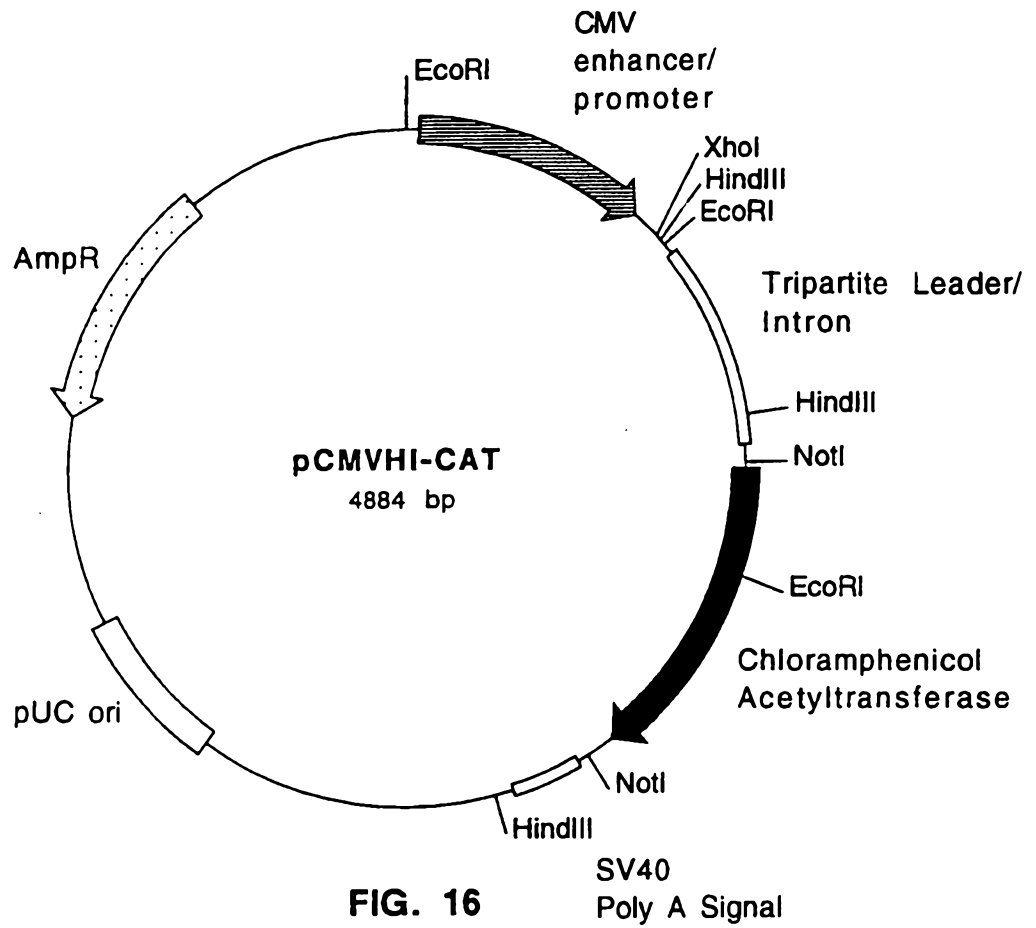 CMV
enhancer/
promoter
EcoRI
XhoI
HindIII
EcoRI
AmpR
Tripartite Leader/
Intron
HindIII
NotI
pCMVHI-CAT
4884 bp
EcoRI
Chloramphenicol
Acetyltransferase
pUC ori
NotI
HindIII
SV40
Poly A Signal
FIG. 16